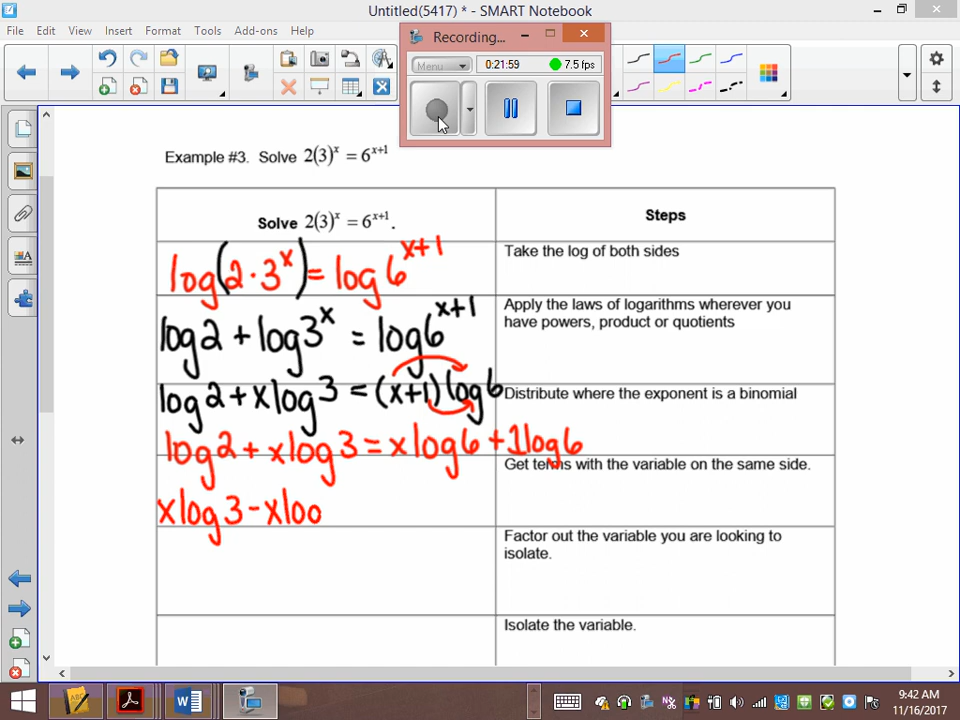 Untitled(5417) * - SMART Notebook
File Edit View Insert Format Tools Add-ons Help
Recording...
Menu 0:21:59 7.5 fps
Example #3. Solve 2(3)^x = 6^{x+1}
Solve 2(3)^x = 6^{x+1}.
Steps
log(2·3^x) = log6^{x+1}
Take the log of both sides
log2 + log3^x = log6^{x+1}
Apply the laws of logarithms wherever you
have powers, product or quotients
log2 + xlog3 = (x+1)log6
Distribute where the exponent is a binomial
log2 + xlog3 = xlog6 + 1log6
Get terms with the variable on the same side.
xlog3 - xloo
Factor out the variable you are looking to
isolate.
Isolate the variable.
9:42 AM
11/16/2017